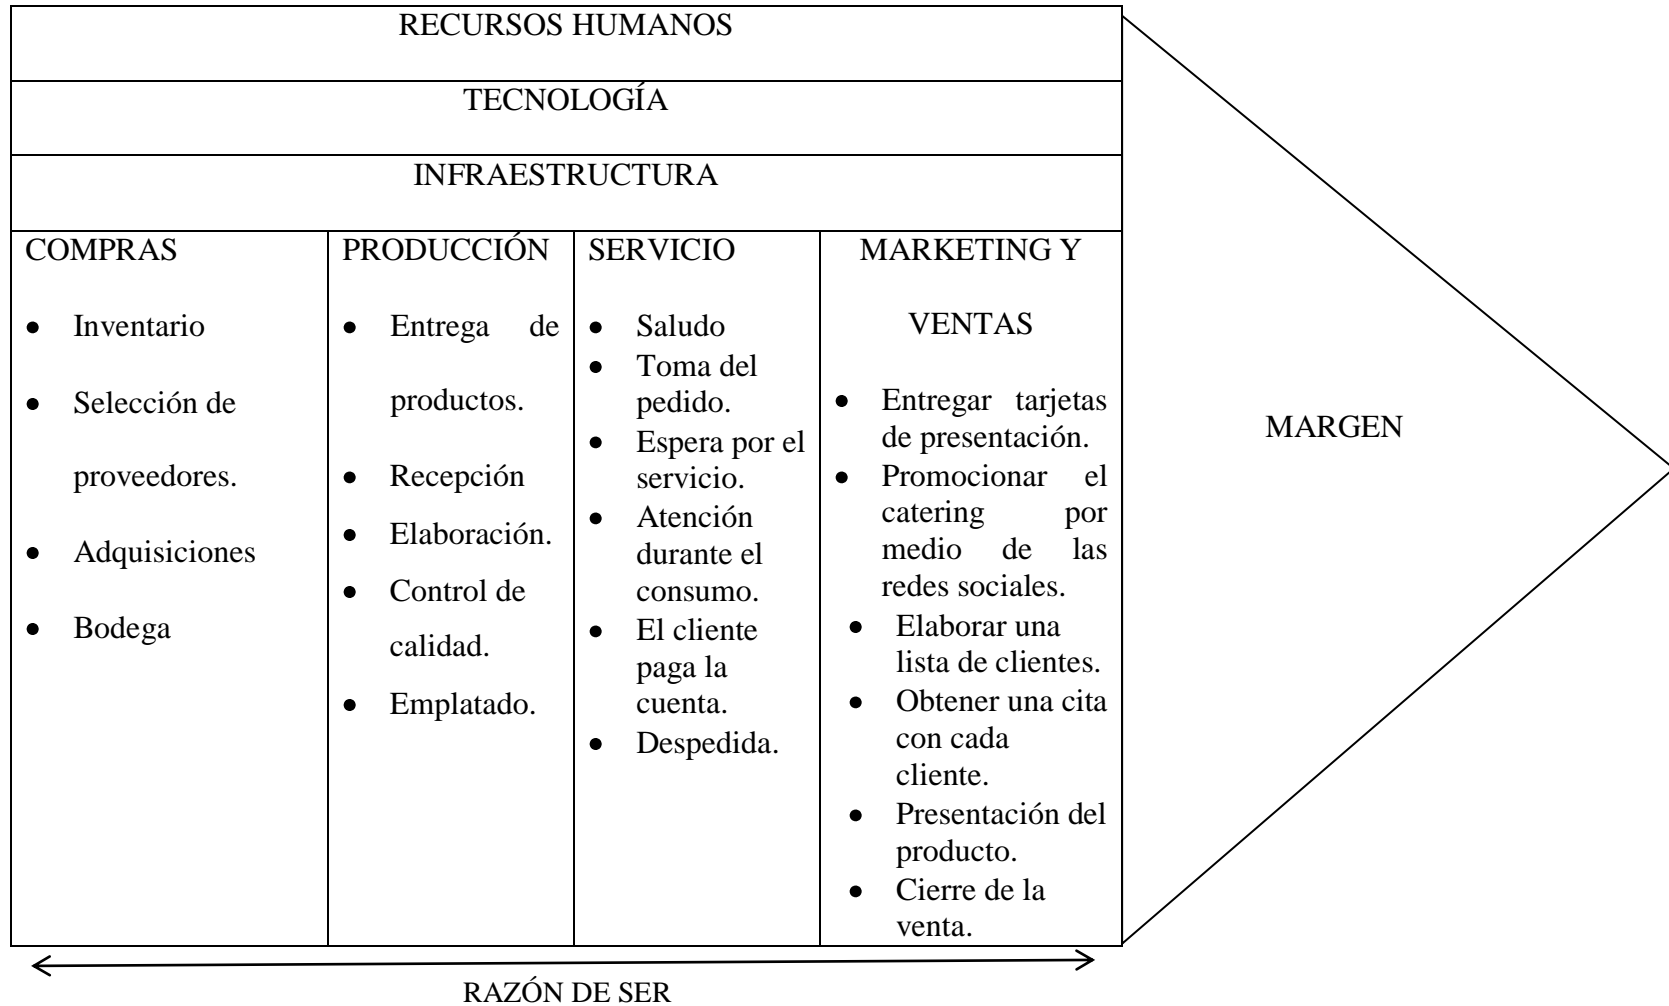 RECURSOS HUMANOS
TECNOLOGÍA
INFRAESTRUCTURA
COMPRAS
• Inventario
• Selección de
proveedores.
• Adquisiciones
• Bodega
PRODUCCIÓN
• Entrega de
productos.
• Recepción
• Elaboración.
• Control de
calidad.
• Emplatado.
SERVICIO
• Saludo
• Toma del
pedido.
• Espera por el
servicio.
• Atención
durante el
consumo.
• El cliente
paga la
cuenta.
• Despedida.
MARKETING Y
VENTAS
• Entregar tarjetas
de presentación.
• Promocionar el
catering por
medio de las
redes sociales.
• Elaborar una
lista de clientes.
• Obtener una cita
con cada
cliente.
• Presentación del
producto.
• Cierre de la
venta.
MARGEN
RAZÓN DE SER